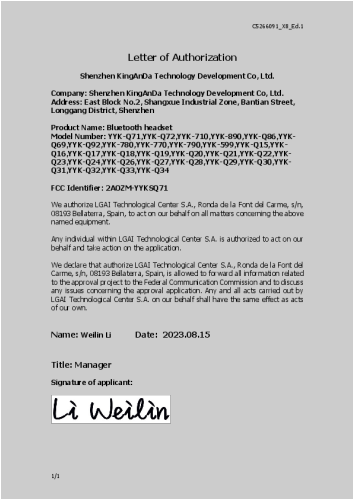 CS266091_XR_Ed.1
Letter of Authorization
Shenzhen KingAnDa Technology Development Co, Ltd.
Company: Shenzhen KingAnDa Technology Development Co, Ltd.
Address: East Block No.2, Shangxue Industrial Zone, Bantian Street,
Longgang District, Shenzhen
Product Name: Bluetooth headset
Model Number: YYK-Q71,YYK-Q72,YYK-710,YYK-890,YYK-Q86,YYK-
Q69,YYK-Q92,YYK-780,YYK-770,YYK-790,YYK-599,YYK-Q15,YYK-
Q16,YYK-Q17,YYK-Q18,YYK-Q19,YYK-Q20,YYK-Q21,YYK-Q22,YYK-
Q23,YYK-Q24,YYK-Q26,YYK-Q27,YYK-Q28,YYK-Q29,YYK-Q30,YYK-
Q31,YYK-Q32,YYK-Q33,YYK-Q34
FCC Identifier: 2AOZM-YYKSQ71
We authorize LGAI Technological Center S.A., Ronda de la Font del Carme, s/n,
08193 Bellaterra, Spain, to act on our behalf on all matters concerning the above
named equipment.
Any individual within LGAI Technological Center S.A. is authorized to act on our
behalf and take action on the application.
We declare that authorize LGAI Technological Center S.A., Ronda de la Font del
Carme, s/n, 08193 Bellaterra, Spain, is allowed to forward all information related
to the approval project to the Federal Communication Commission and to discuss
any issues concerning the approval application. Any and all acts carried out by
LGAI Technological Center S.A. on our behalf shall have the same effect as acts
of our own.
Name: Weilin Li Date: 2023.08.15
Title: Manager
Signature of applicant:
Li Weilin
1/1